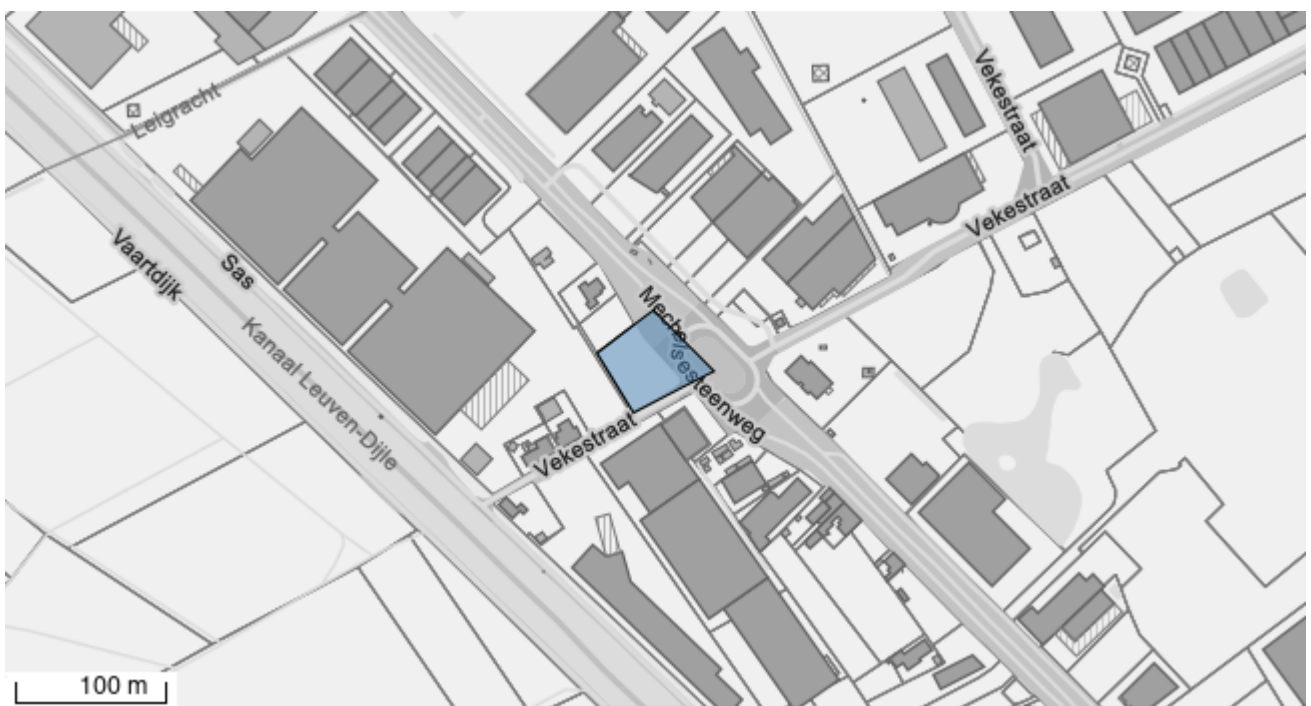 Vekestraat
Leigracht
Vekestraat
Vaartdijk
Sas
Mechelsesteenweg
Kanaal Leuven-Dijle
Vekestraat
100 m